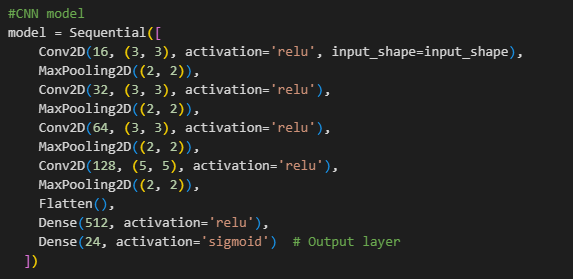 #CNN model
model = Sequential([
    Conv2D(16, (3, 3), activation='relu', input_shape=input_shape),
    MaxPooling2D((2, 2)),
    Conv2D(32, (3, 3), activation='relu'),
    MaxPooling2D((2, 2)),
    Conv2D(64, (3, 3), activation='relu'),
    MaxPooling2D((2, 2)),
    Conv2D(128, (5, 5), activation='relu'),
    MaxPooling2D((2, 2)),
    Flatten(),
    Dense(512, activation='relu'),
    Dense(24, activation='sigmoid')  # Output layer
  ])